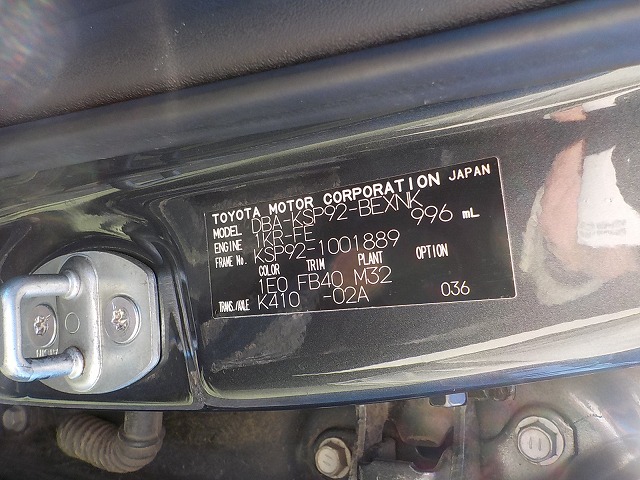 TOYOTA MOTOR CORPORATION JAPAN
MODEL DBA-KSP92-BEXNK
ENGINE 1KR-FE 996 mL
FRAME No. KSP92-1001889
COLOR TRIM PLANT OPTION
1E0 FB40 M32
TRANS./AXLE K410 -02A 036